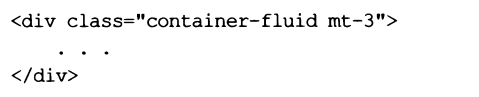 <div class="container-fluid mt-3">
    . . .
</div>